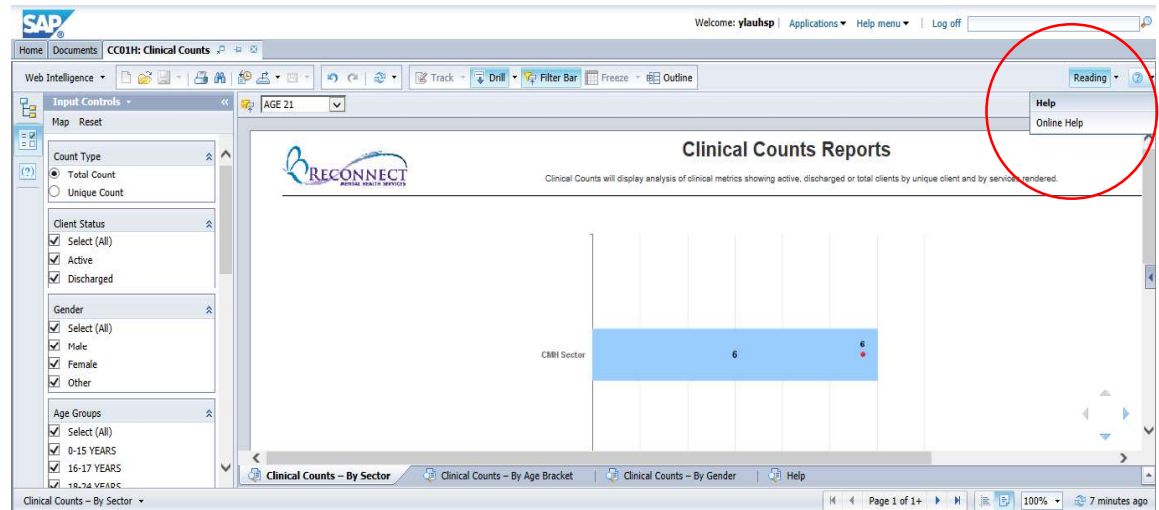 SAP
Welcome: ylauhsp | Applications Help menu | Log off
Home Documents CC01H: Clinical Counts
Web Intelligence Track Drill Filter Bar Freeze Outline Reading
Input Controls
AGE 21
Help
Online Help
Map Reset
Count Type
Total Count
Unique Count
Client Status
Select (All)
Active
Discharged
Gender
Select (All)
Male
Female
Other
Age Groups
Select (All)
0-15 YEARS
16-17 YEARS
18-24 YEARS
RECONNECT
MENTAL HEALTH SERVICES
Clinical Counts Reports
Clinical Counts will display analysis of clinical metrics showing active, discharged or total clients by unique client and by services rendered.
CMH Sector
6
6
Clinical Counts – By Sector Clinical Counts – By Age Bracket Clinical Counts – By Gender Help
Clinical Counts – By Sector Page 1 of 1+ 100% 7 minutes ago